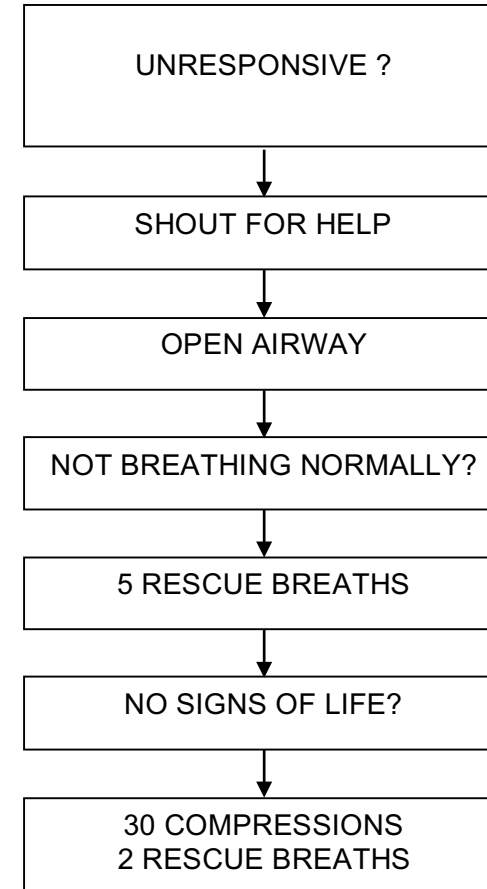 UNRESPONSIVE ?
SHOUT FOR HELP
OPEN AIRWAY
NOT BREATHING NORMALLY?
5 RESCUE BREATHS
NO SIGNS OF LIFE?
30 COMPRESSIONS
2 RESCUE BREATHS